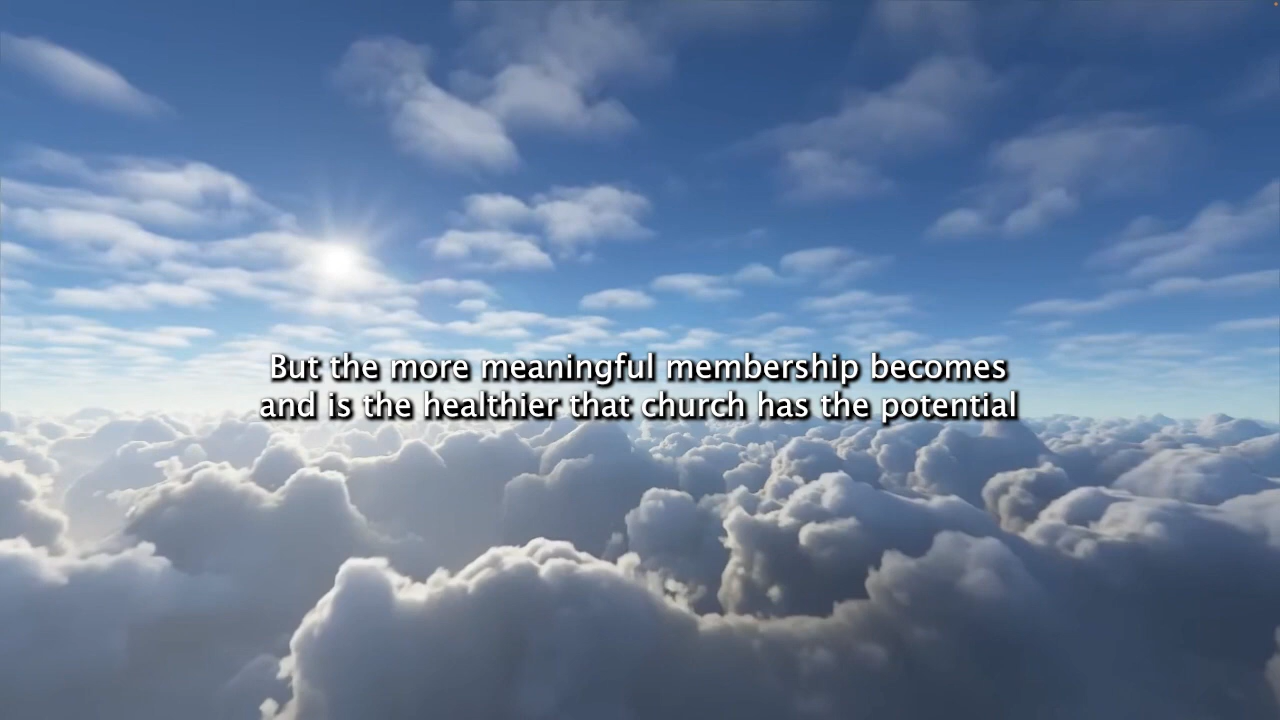 But the more meaningful membership becomes
and is the healthier that church has the potential